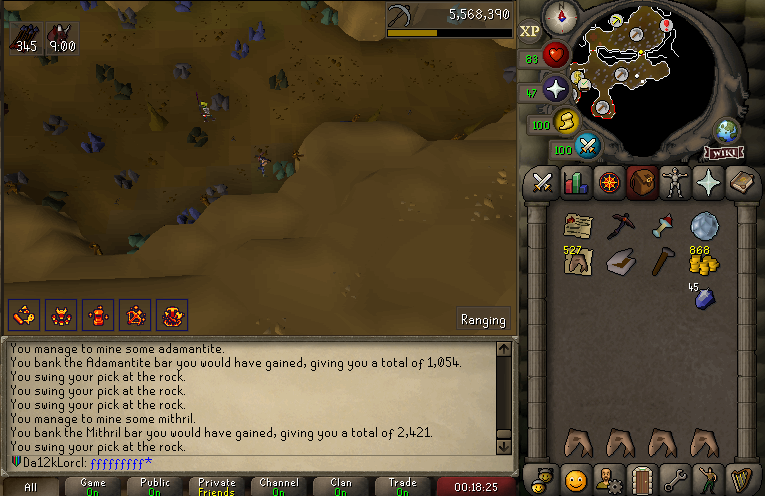 345
9:00
5,568,390
XP
83
47
100
100
WIKI
Ranging
527
868
45
You manage to mine some adamantite.
You bank the Adamantite bar you would have gained, giving you a total of 1,054.
You swing your pick at the rock.
You swing your pick at the rock.
You swing your pick at the rock.
You manage to mine some mithril.
You bank the Mithril bar you would have gained, giving you a total of 2,421.
You swing your pick at the rock.
Da12kLorcl: fffffffff*
All
Game
On
Public
On
Private
Friends
Channel
On
Clan
On
Trade
On
00:18:25